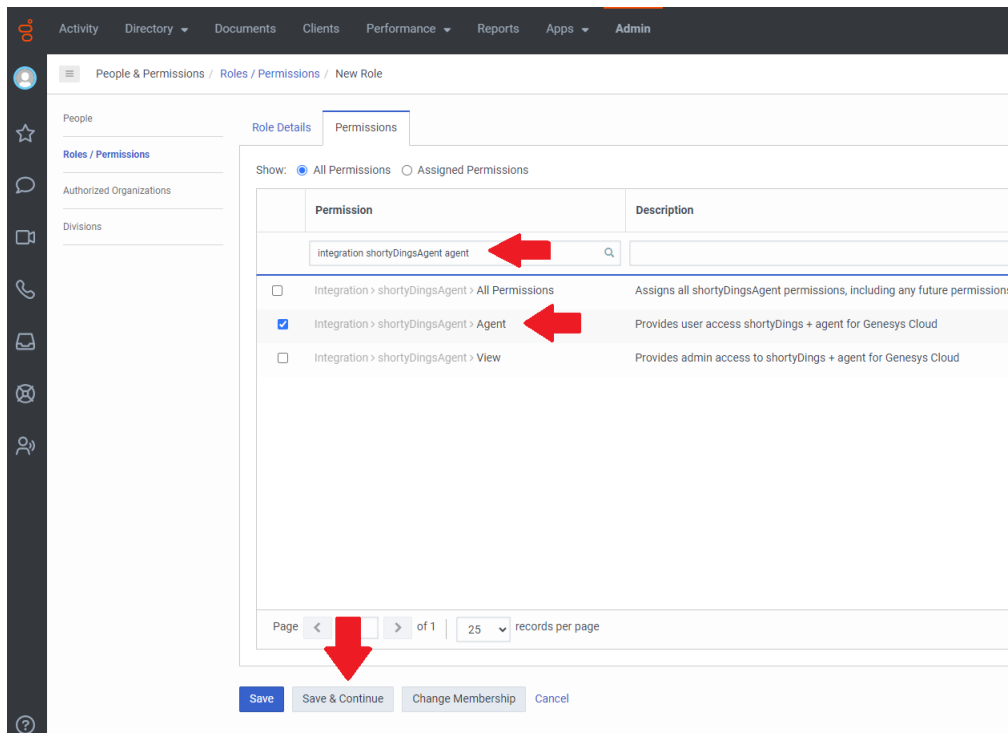 Activity Directory Documents Clients Performance Reports Apps Admin
People & Permissions / Roles / Permissions / New Role
People
Roles / Permissions
Authorized Organizations
Divisions
Role Details Permissions
Show: All Permissions Assigned Permissions
Permission Description
integration shortyDingsAgent agent
Integration > shortyDingsAgent > All Permissions Assigns all shortyDingsAgent permissions, including any future permissions
Integration > shortyDingsAgent > Agent Provides user access shortyDings + agent for Genesys Cloud
Integration > shortyDingsAgent > View Provides admin access to shortyDings + agent for Genesys Cloud
Page of 1 25 records per page
Save Save & Continue Change Membership Cancel